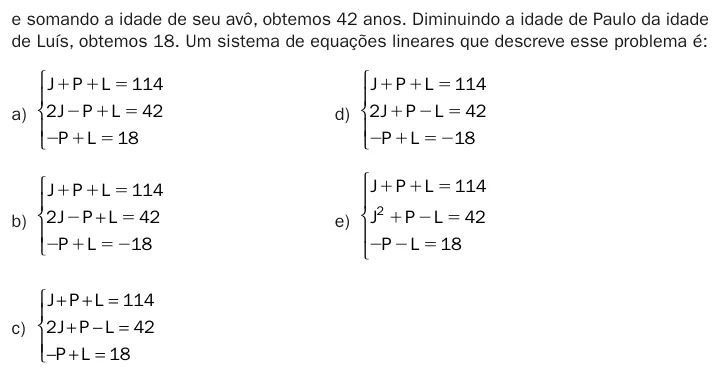 e somando a idade de seu avô, obtemos 42 anos. Diminuindo a idade de Paulo da idade
de Luís, obtemos 18. Um sistema de equações lineares que descreve esse problema é:
a) J+P+L=114
2J−P+L=42
−P+L=18
b) J+P+L=114
2J−P+L=42
−P+L=−18
c) J+P+L=114
2J+P−L=42
−P+L=18
d) J+P+L=114
2J+P−L=42
−P+L=−18
e) J+P+L=114
J²+P−L=42
−P−L=18